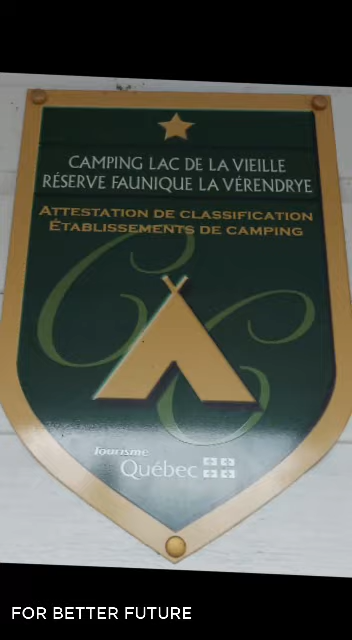 CAMPING LAC DE LA VIEILLE
RÉSERVE FAUNIQUE LA VÉRENDRYE
ATTESTATION DE CLASSIFICATION
ÉTABLISSEMENTS DE CAMPING
Tourisme
Québec
FOR BETTER FUTURE